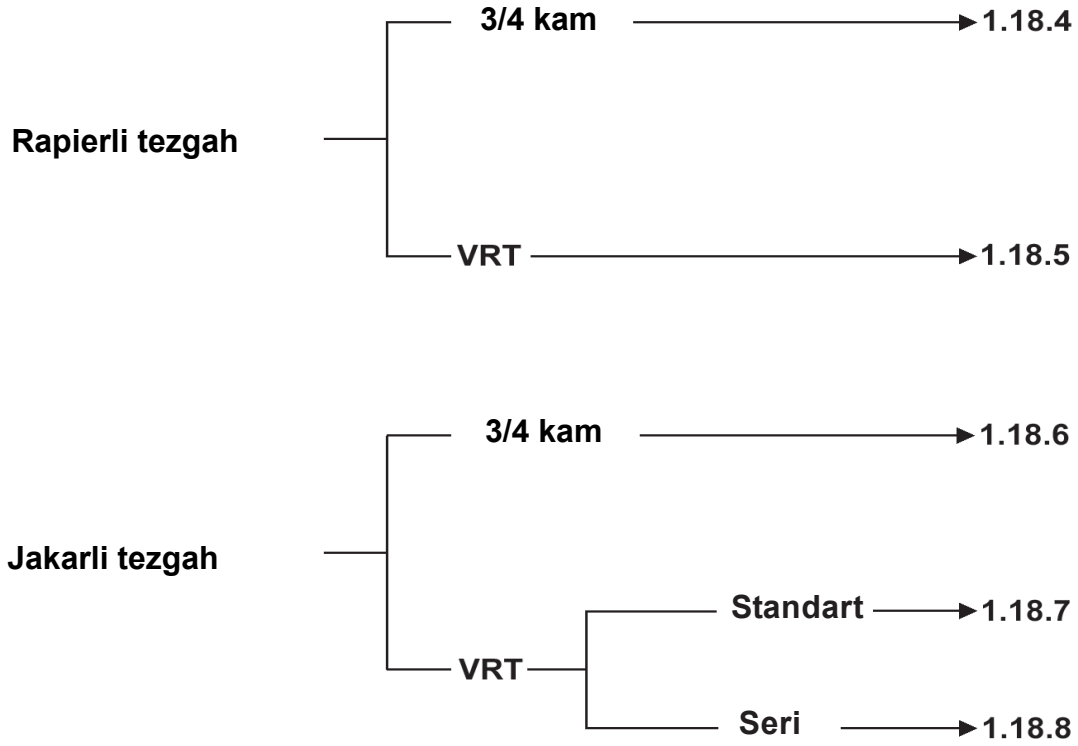 3/4 kam 1.18.4
Rapierli tezgah
VRT 1.18.5
3/4 kam 1.18.6
Jakarli tezgah
Standart 1.18.7
VRT
Seri 1.18.8